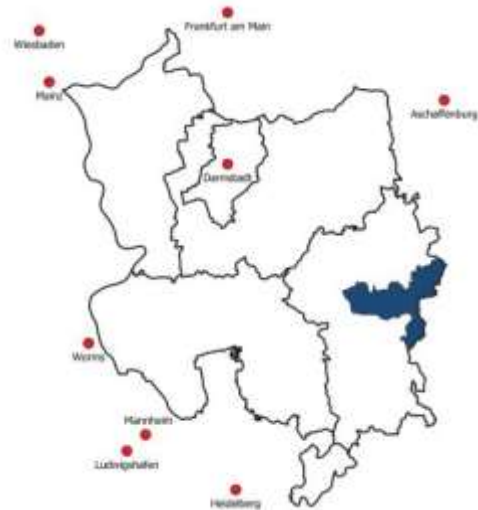 Frankfurt am Main
Wiesbaden
Mainz
Aschaffenburg
Darmstadt
Worms
Mannheim
Ludwigshafen
Heidelberg